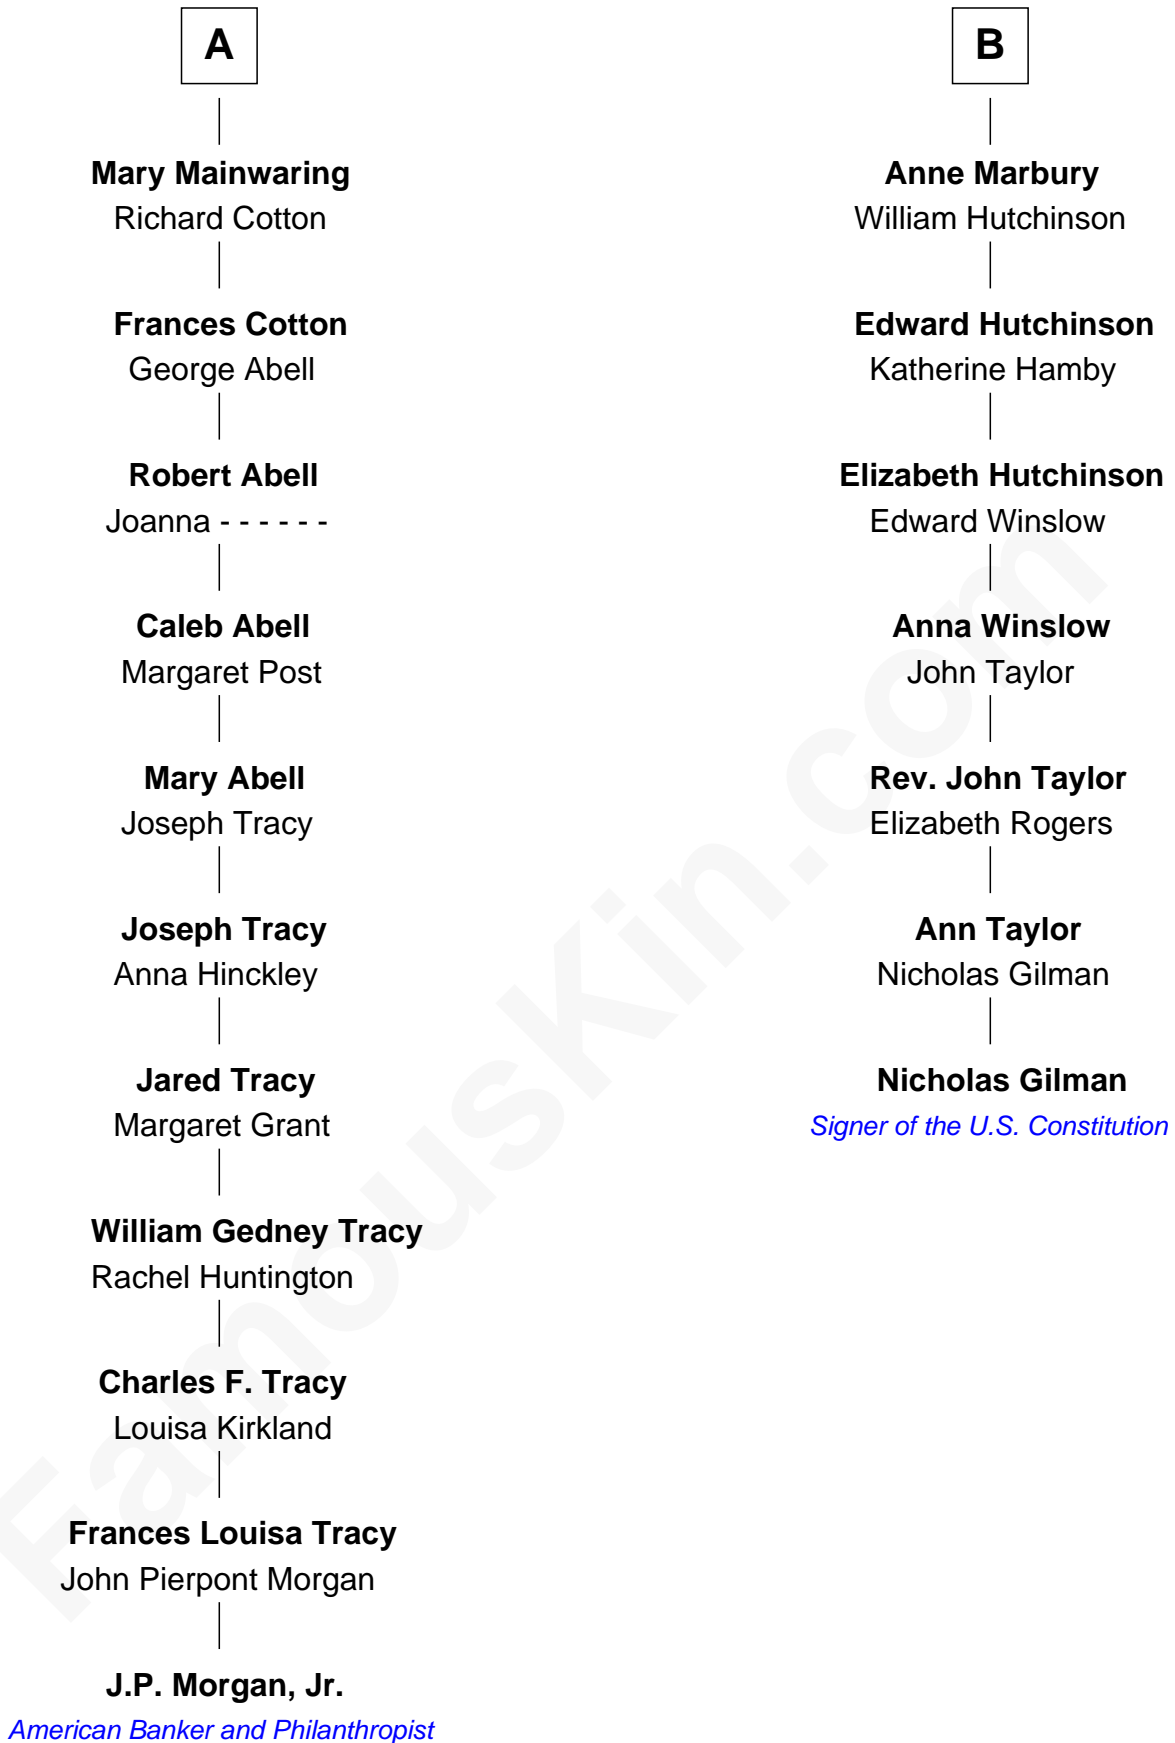 A
Mary Mainwaring
Richard Cotton
Frances Cotton
George Abell
Robert Abell
Joanna - - - - - -
Caleb Abell
Margaret Post
Mary Abell
Joseph Tracy
Joseph Tracy
Anna Hinckley
Jared Tracy
Margaret Grant
William Gedney Tracy
Rachel Huntington
Charles F. Tracy
Louisa Kirkland
Frances Louisa Tracy
John Pierpont Morgan
J.P. Morgan, Jr.
American Banker and Philanthropist
B
Anne Marbury
William Hutchinson
Edward Hutchinson
Katherine Hamby
Elizabeth Hutchinson
Edward Winslow
Anna Winslow
John Taylor
Rev. John Taylor
Elizabeth Rogers
Ann Taylor
Nicholas Gilman
Nicholas Gilman
Signer of the U.S. Constitution
FamousKin.com